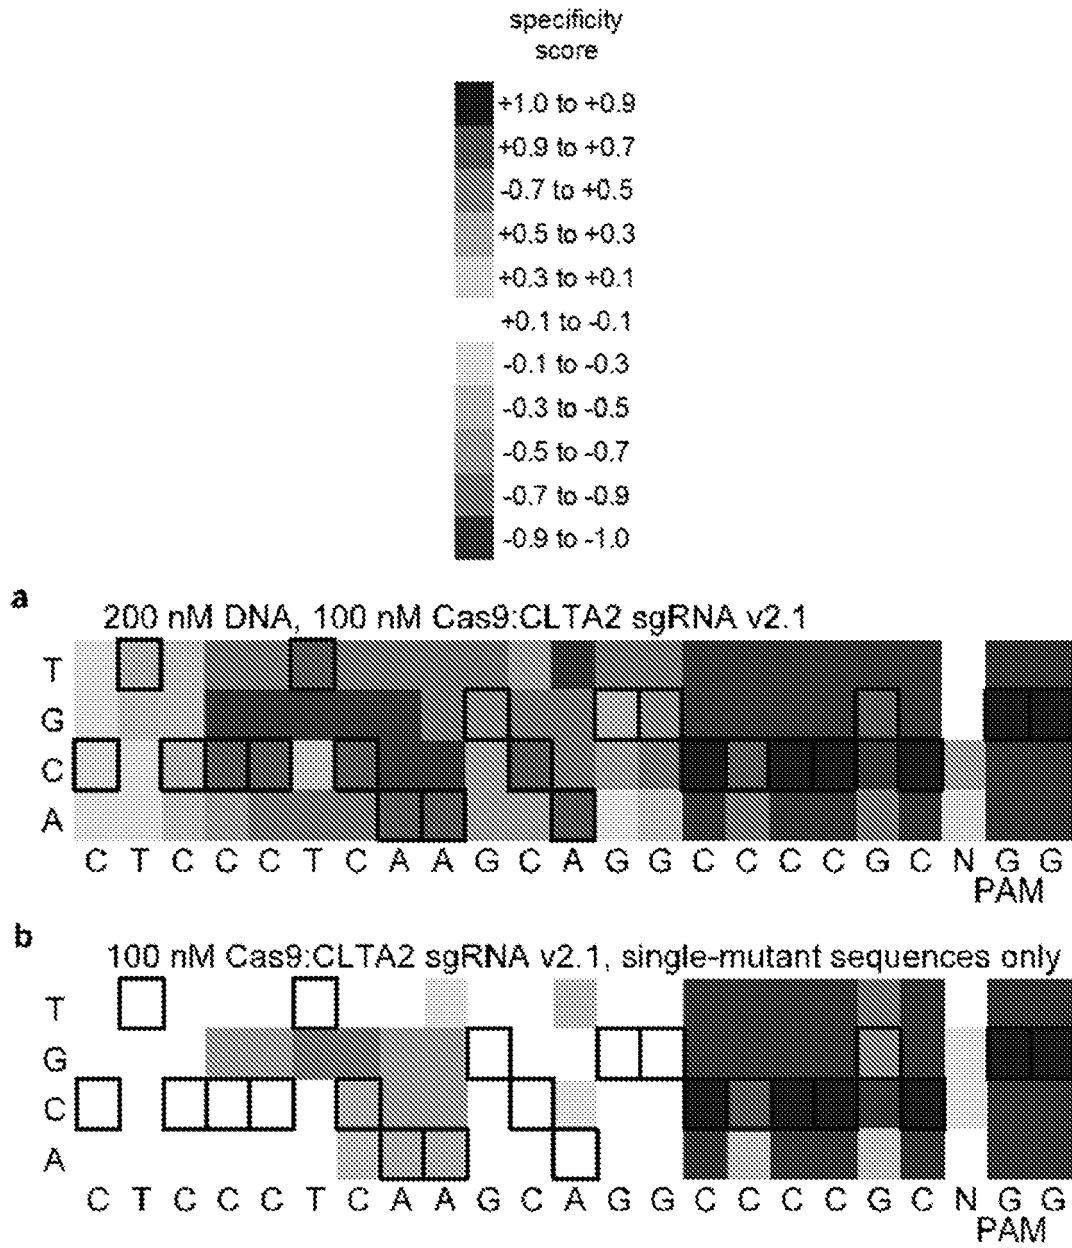 specificity
score
+1.0 to +0.9
+0.9 to +0.7
-0.7 to +0.5
+0.5 to +0.3
+0.3 to +0.1
+0.1 to -0.1
-0.1 to -0.3
-0.3 to -0.5
-0.5 to -0.7
-0.7 to -0.9
-0.9 to -1.0
a
200 nM DNA, 100 nM Cas9:CLTA2 sgRNA v2.1
T
G
C
A
C T C C C T C A A G C A G G C C C C G C N G G
PAM
b
100 nM Cas9:CLTA2 sgRNA v2.1, single-mutant sequences only
T
G
C
A
C T C C C T C A A G C A G G C C C C G C N G G
PAM